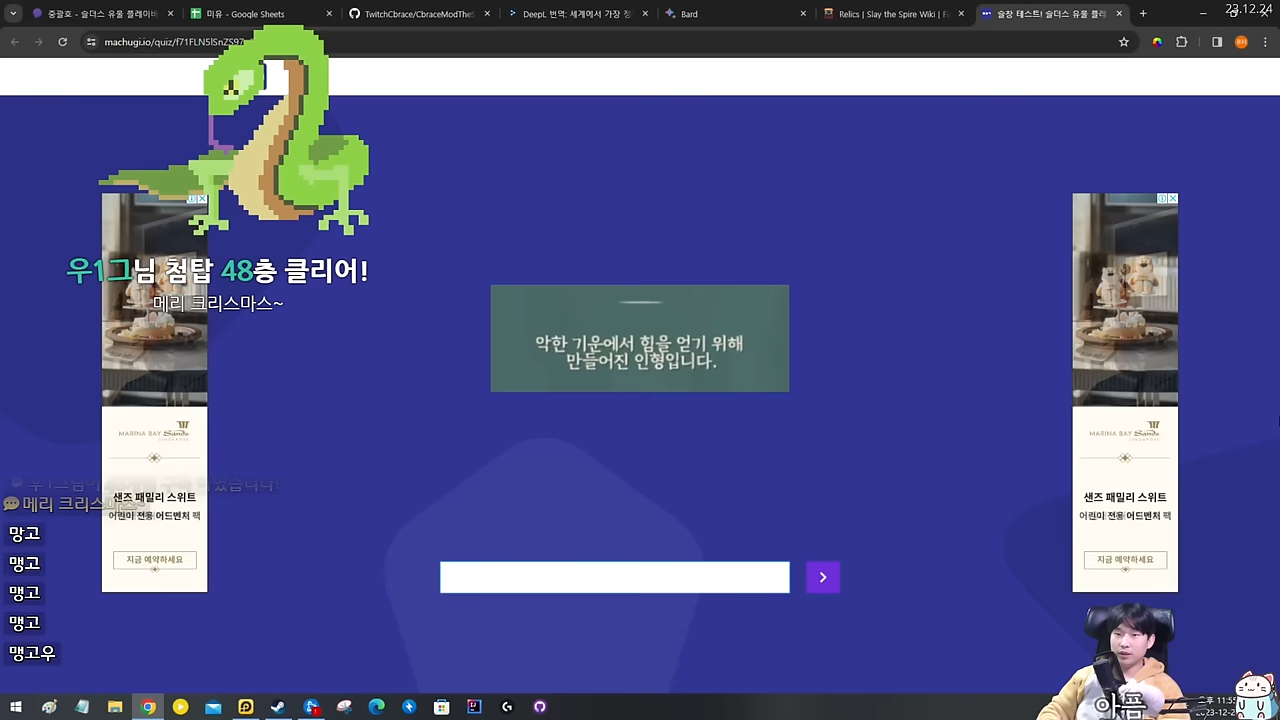 중괄호 - 슬더스 유물 플레이버
미유 - Google Sheets
TwitchCbrace/CbraceModThe
DeepL 번역: 세계에서 가장 정
Bard
Relics | Slay the Spire Wiki | Fa
슬창 테스트! 슬더스 유물 플레
23.12.24
machugi.io/quiz/f71FLN5lSnZS97
우1그님 첨탑 48층 클리어!
메리 크리스마스~
악한 기운에서 힘을 얻기 위해
만들어진 인형입니다.
MARINA BAY Sands
SINGAPORE
샌즈 패밀리 스위트
어린이 전용 어드벤처 팩
지금 예약하세요
MARINA BAY Sands
SINGAPORE
샌즈 패밀리 스위트
어린이 전용 어드벤처 팩
지금 예약하세요
메리 크리스마스~
망고
맹고
맹고
맹고
맹고우
아픔